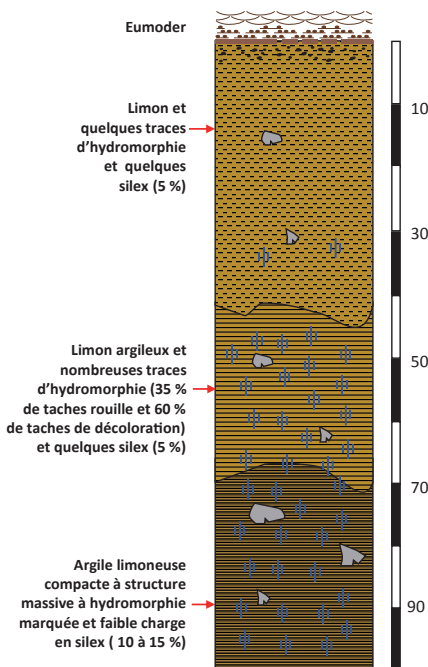 Eumoder
Limon et
quelques traces
d'hydromorphie
et quelques
silex (5 %)
Limon argileux et
nombreuses traces
d'hydromorphie (35 %
de taches rouille et 60 %
de taches de décoloration)
et quelques silex (5 %)
Argile limoneuse
compacte à structure
massive à hydromorphie
marquée et faible charge
en silex ( 10 à 15 %)
10
30
50
70
90